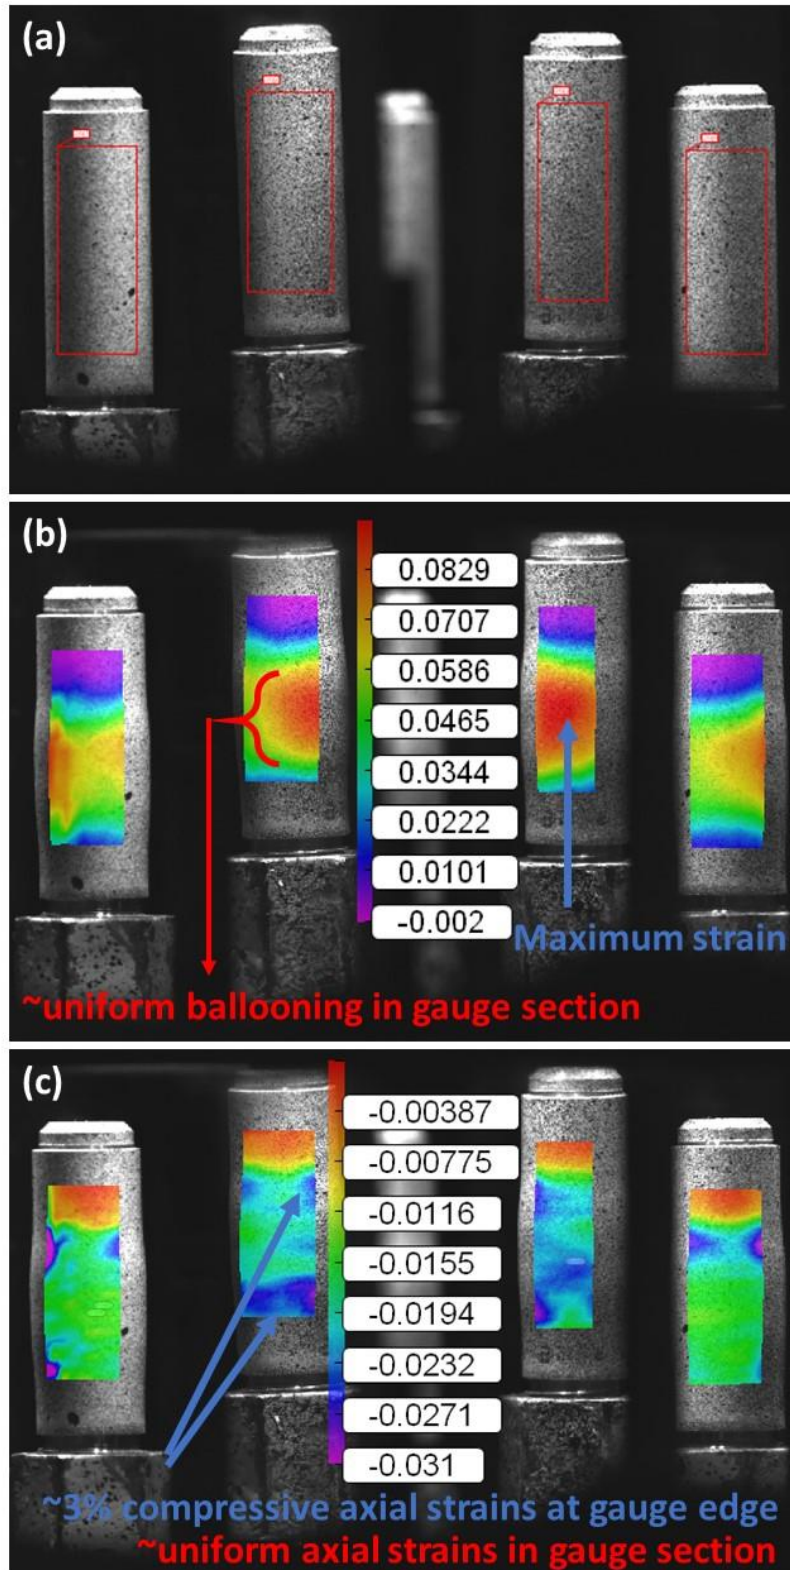 (a)
(b)
0.0829
0.0707
0.0586
0.0465
0.0344
0.0222
0.0101
-0.002
Maximum strain
~uniform ballooning in gauge section
(c)
-0.00387
-0.00775
-0.0116
-0.0155
-0.0194
-0.0232
-0.0271
-0.031
~3% compressive axial strains at gauge edge
~uniform axial strains in gauge section